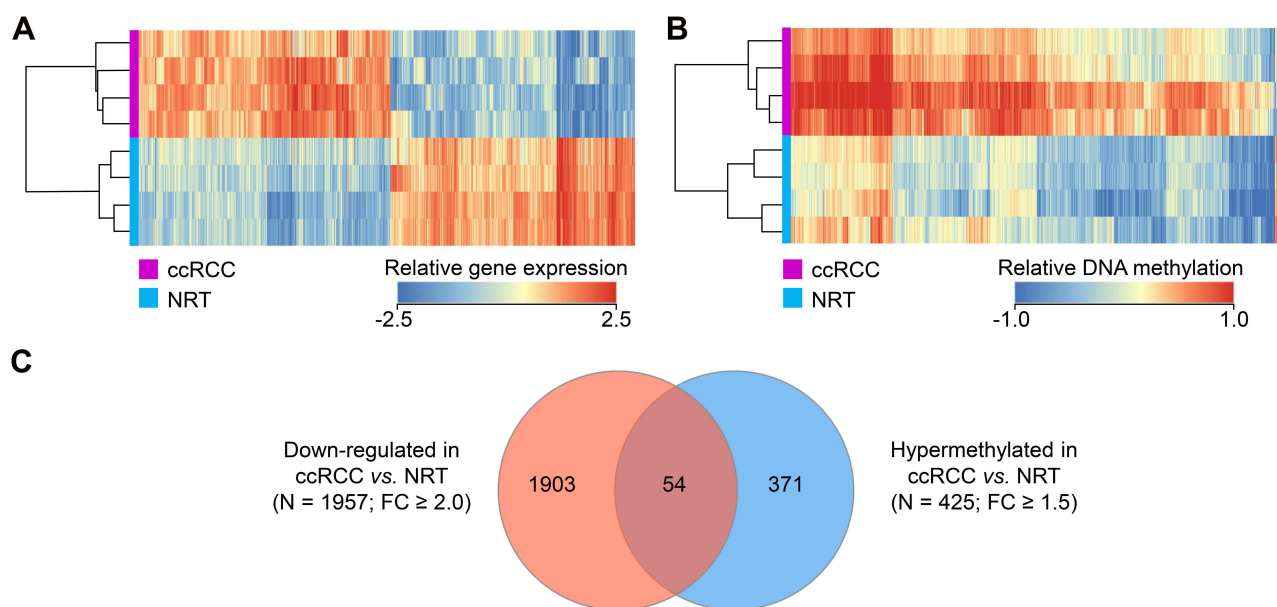 A
ccRCC
NRT
Relative gene expression
-2.5
2.5
B
ccRCC
NRT
Relative DNA methylation
-1.0
1.0
C
Down-regulated in
ccRCC vs. NRT
(N = 1957; FC ≥ 2.0)
1903
54
371
Hypermethylated in
ccRCC vs. NRT
(N = 425; FC ≥ 1.5)